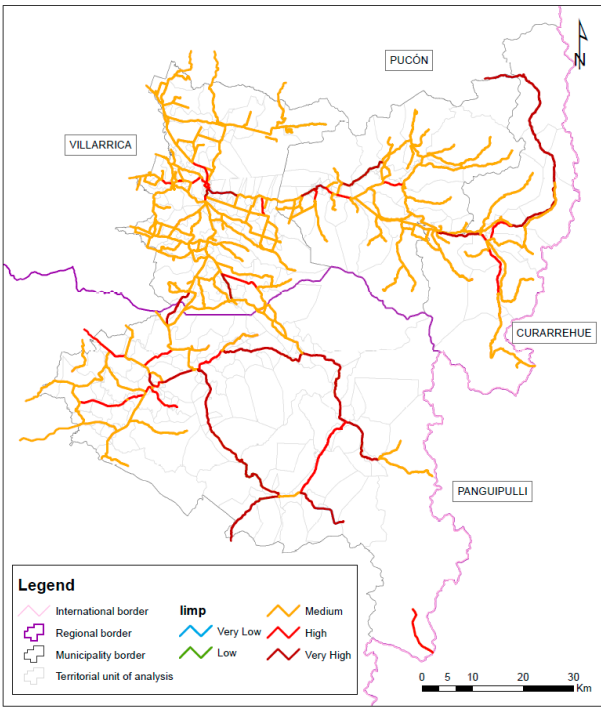 PUCÓN
N
VILLARRICA
CURARREHUE
PANGUIPULLI
Legend
International border
Regional border
Municipality border
Territorial unit of analysis
limp
Very Low
Low
Medium
High
Very High
0 5 10 20 30
Km